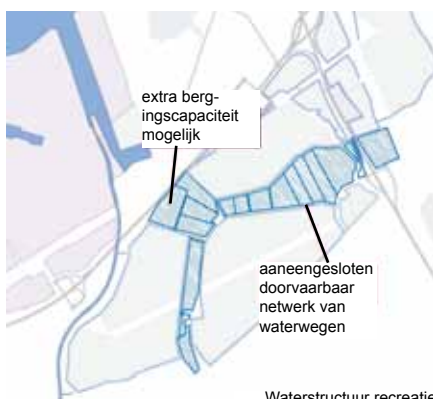 extra berg-
ingscapaciteit
mogelijk
aaneengesloten
doorvaarbaar
netwerk van
waterwegen
Waterstructuur recreatie